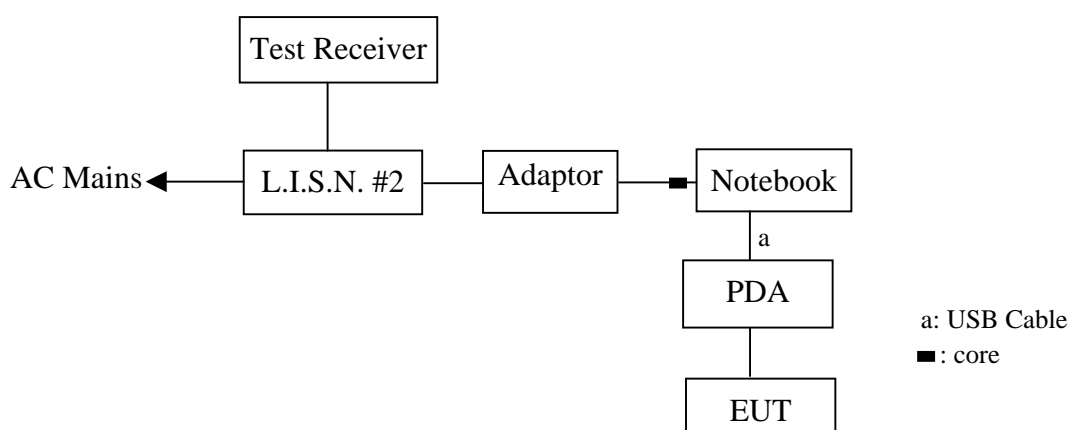 Test Receiver
AC Mains
L.I.S.N. #2
Adaptor
Notebook
a
PDA
a: USB Cable
: core
EUT